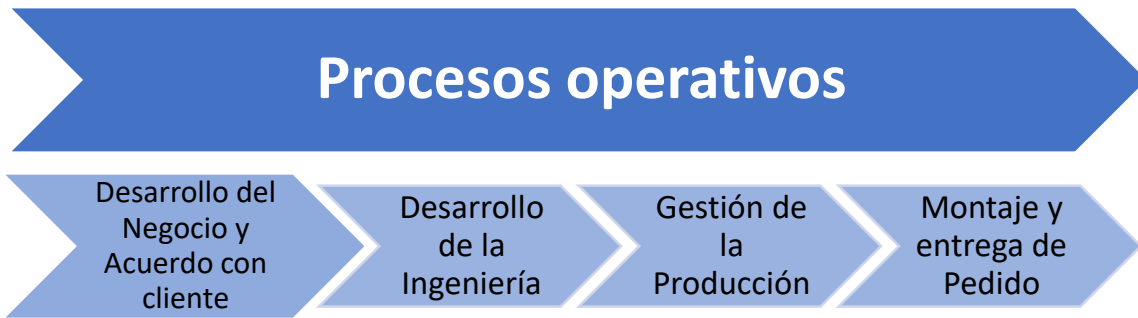 Procesos operativos
Desarrollo del
Negocio y
Acuerdo con
cliente
Desarrollo
de la
Ingeniería
Gestión de
la
Producción
Montaje y
entrega de
Pedido